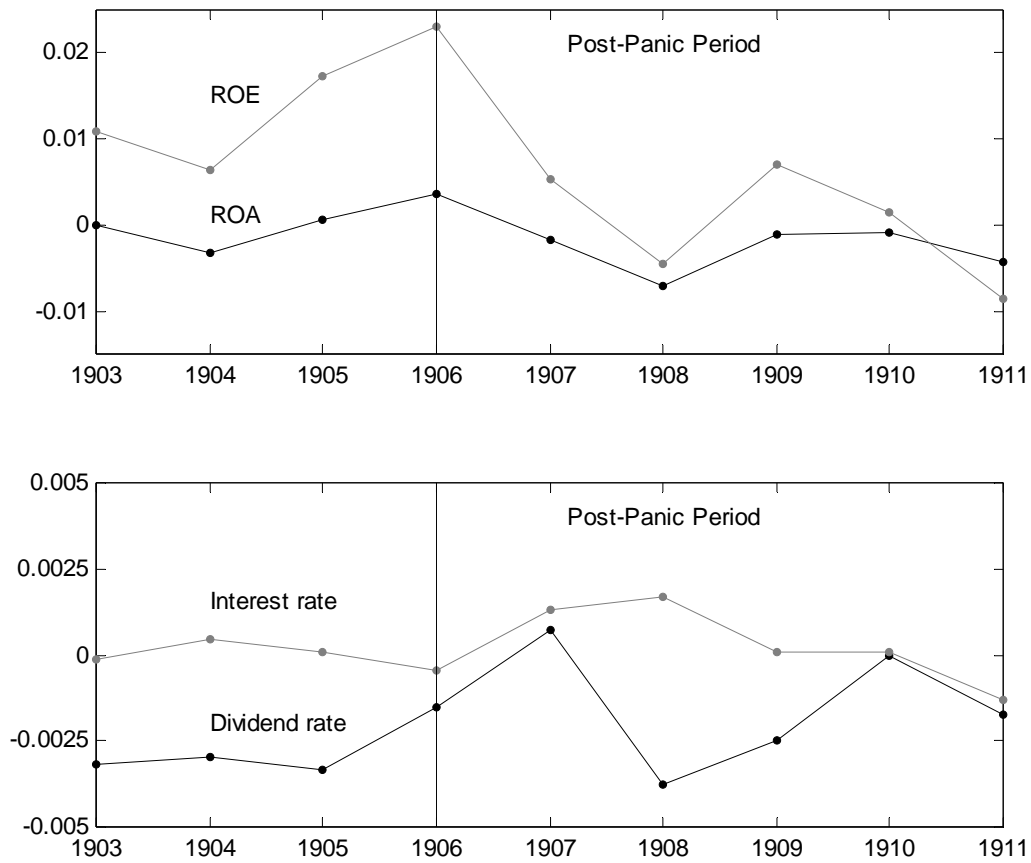 0.02
Post-Panic Period
ROE
0.01
ROA
0
-0.01
1903 1904 1905 1906 1907 1908 1909 1910 1911
0.005
Post-Panic Period
0.0025
Interest rate
0
Dividend rate
-0.0025
-0.005
1903 1904 1905 1906 1907 1908 1909 1910 1911